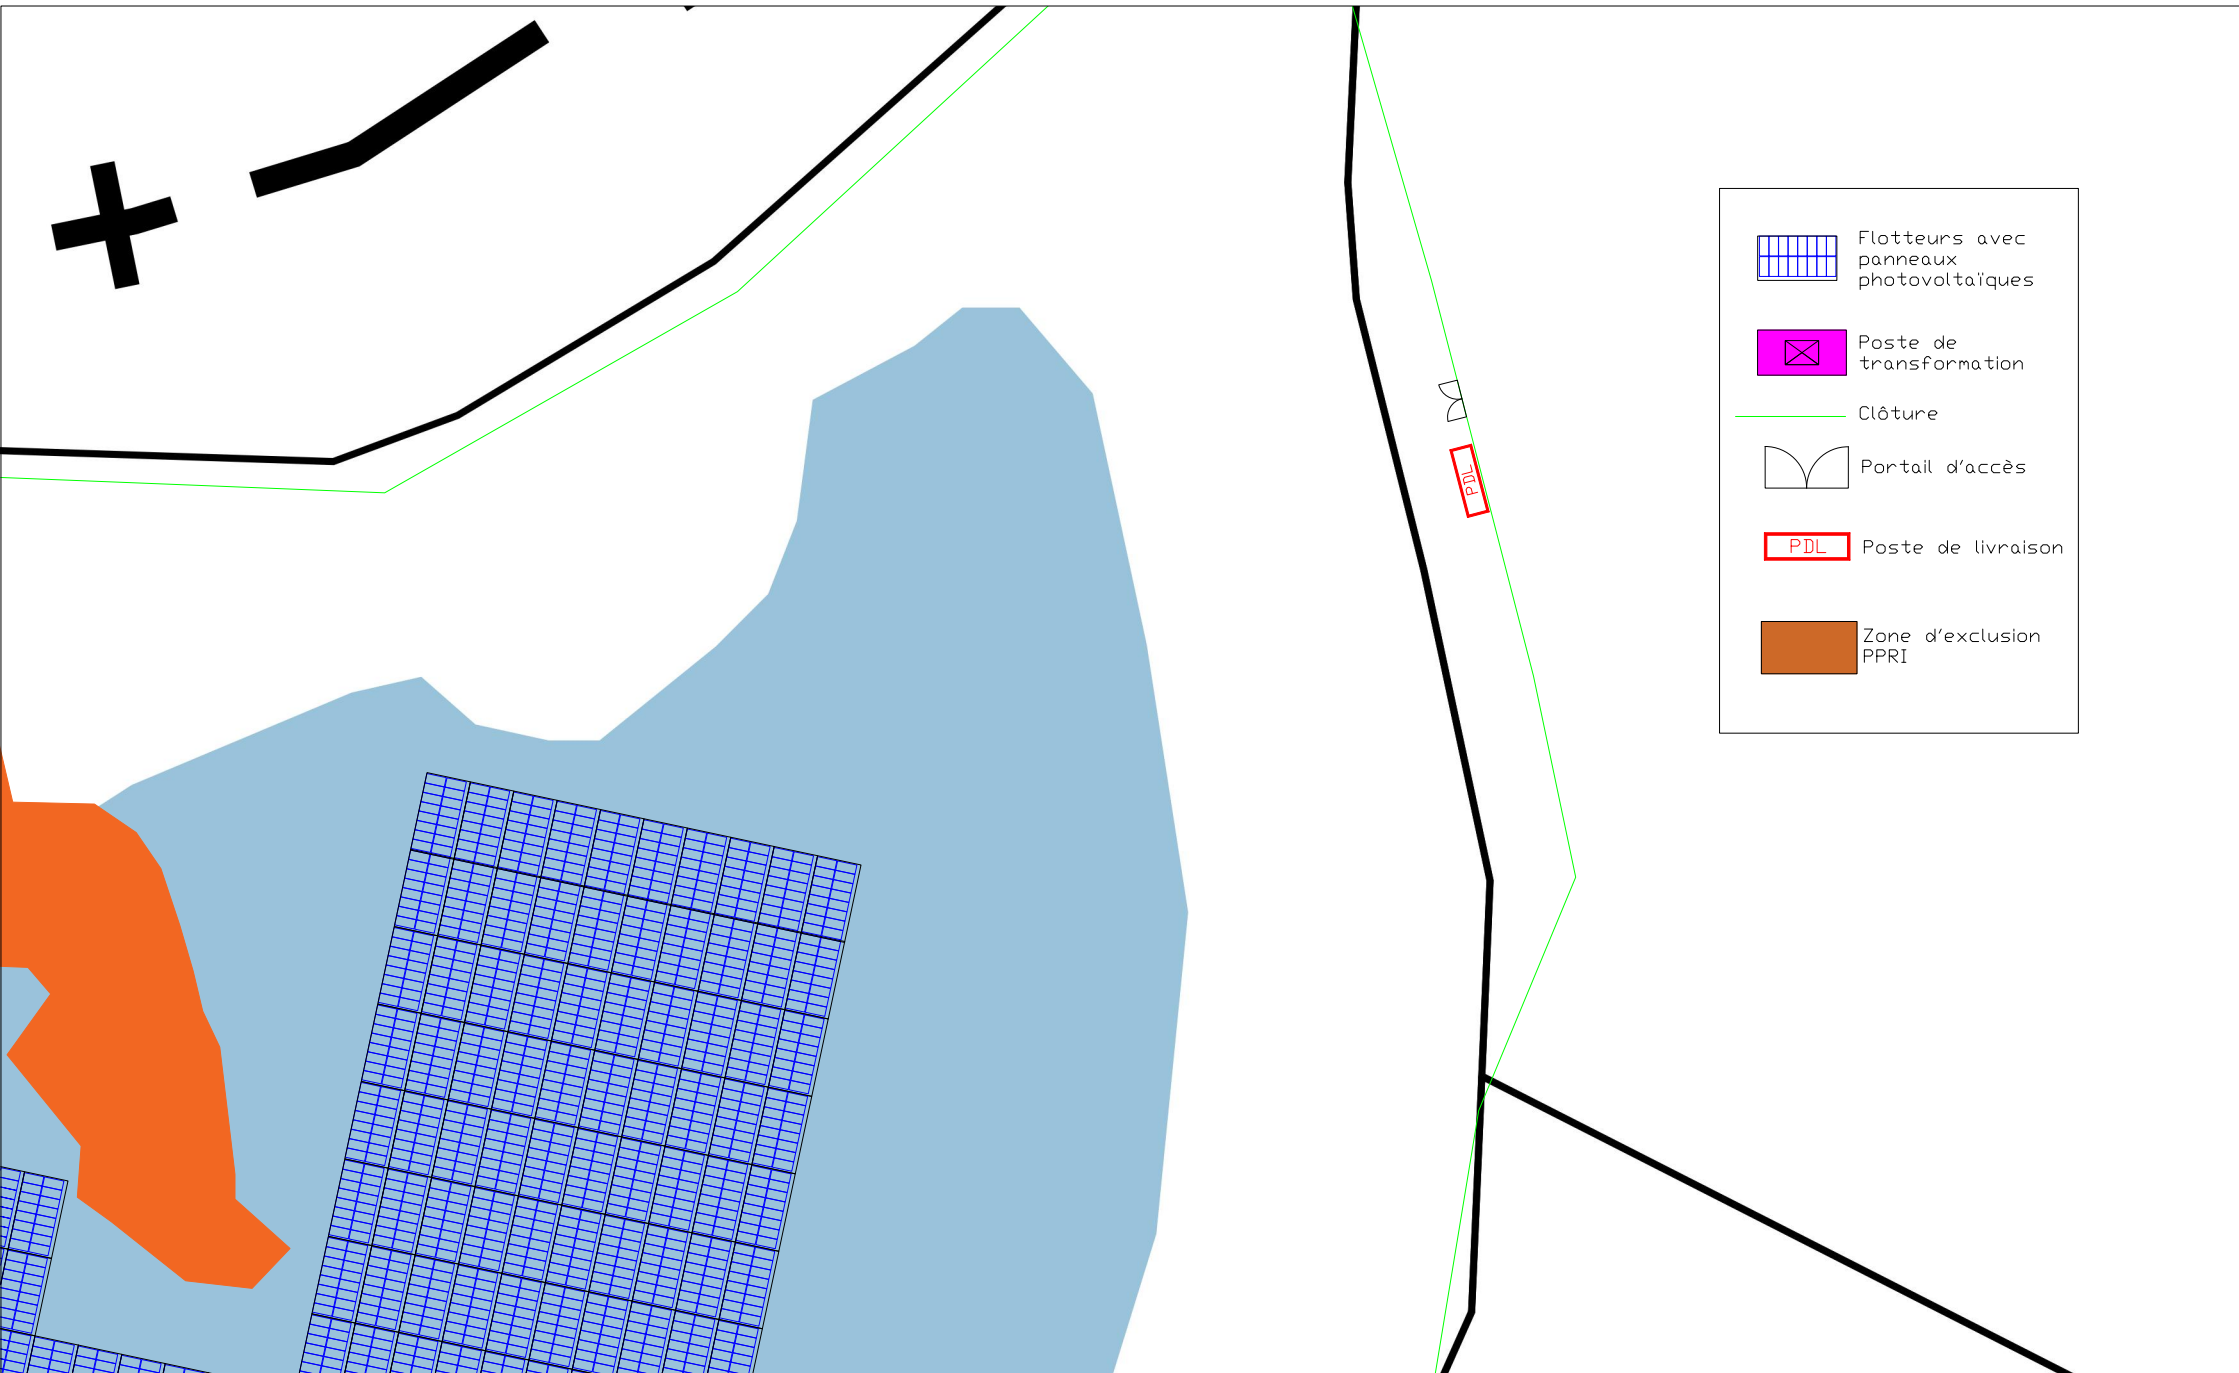 PDL
Flotteurs avec
panneaux
photovoltaïques
Poste de
transformation
Clôture
Portail d'accès
PDL
Poste de livraison
Zone d'exclusion
PPRI